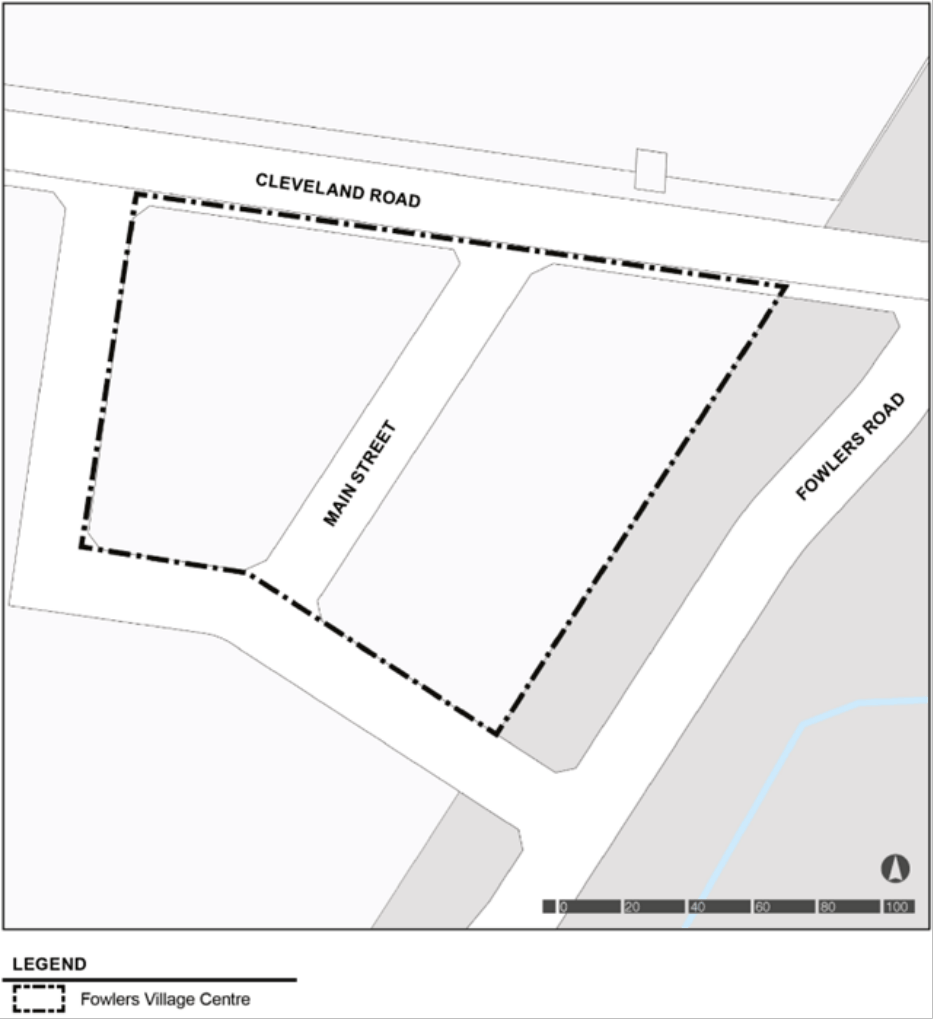 CLEVELAND ROAD
MAIN STREET
FOWLERS ROAD
0 20 40 60 80 100
LEGEND
Fowlers Village Centre